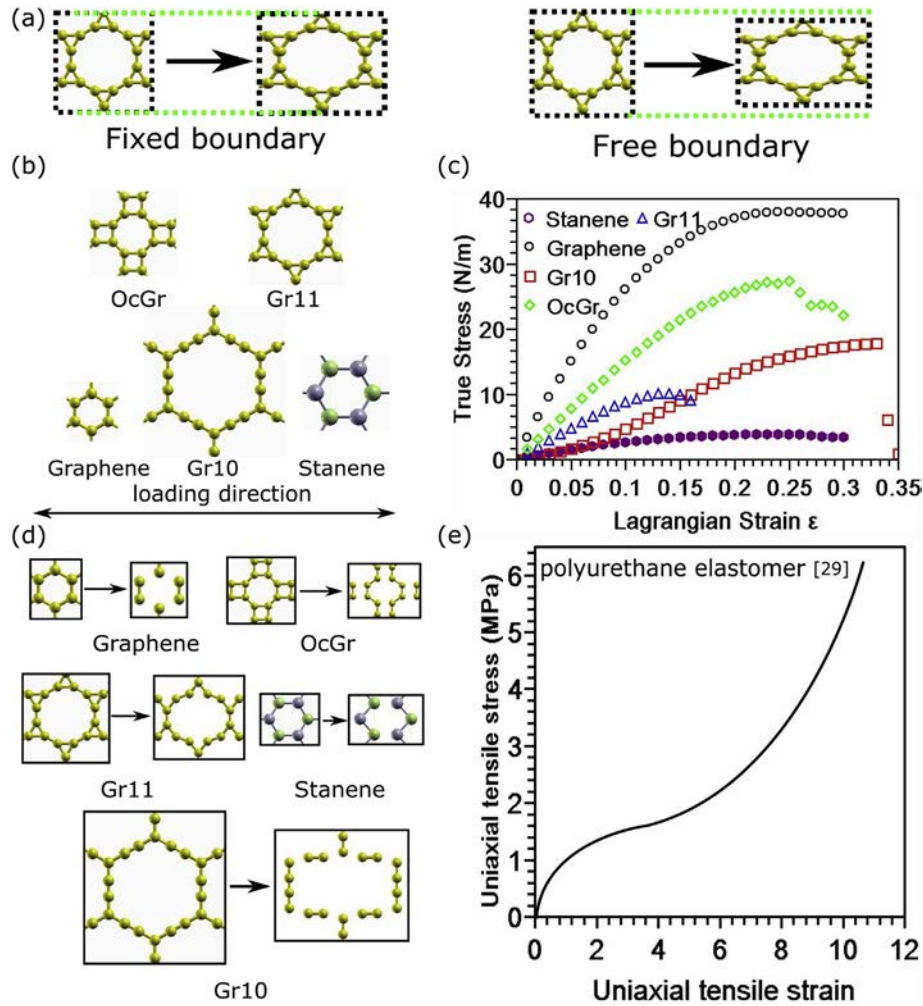 (a)
Fixed boundary
Free boundary
(b)
OcGr
Gr11
Graphene
Gr10
Stanene
loading direction
(c)
True Stress (N/m)
40
30
20
10
0
Stanene
Gr11
Graphene
Gr10
OcGr
0
0.05
0.1
0.15
0.2
0.25
0.3
0.35
Lagrangian Strain ε
(d)
Graphene
OcGr
Gr11
Stanene
Gr10
(e)
polyurethane elastomer [29]
Uniaxial tensile stress (MPa)
6
5
4
3
2
1
0
0
2
4
6
8
10
12
Uniaxial tensile strain